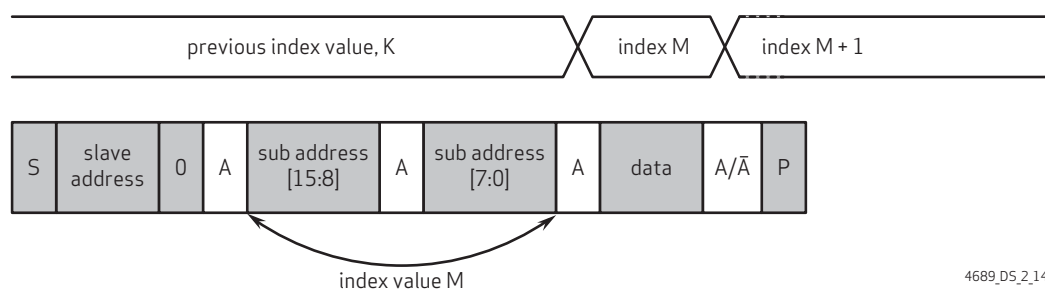 previous index value, K
index M
index M + 1
S
slave
address
0
A
sub address
[15:8]
A
sub address
[7:0]
A
data
A/Ā
P
index value M
4689_DS_2_14